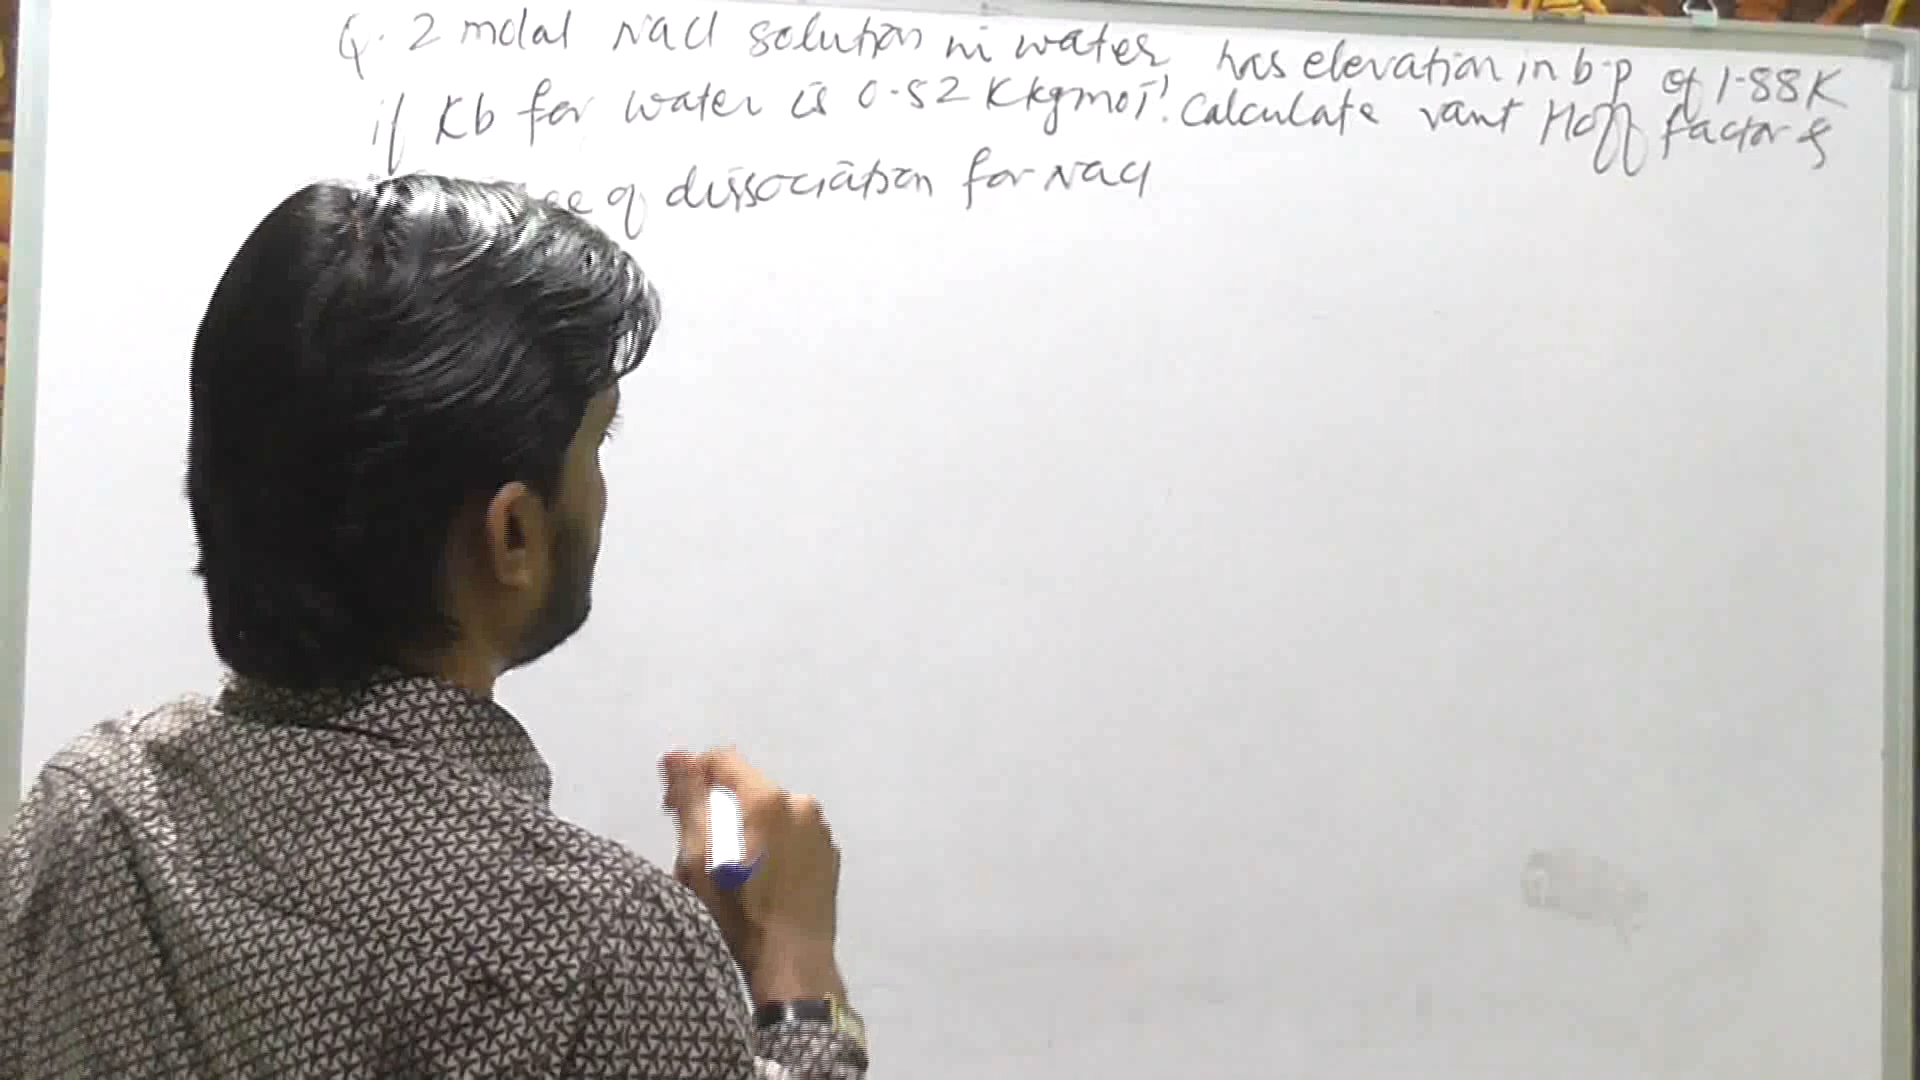 Q. 2 molal NaCl solution in water has elevation in b.p of 1.88K
if Kb for water is 0.52 K kg mol⁻¹. Calculate vant Hoff factor &
of dissociation for NaCl